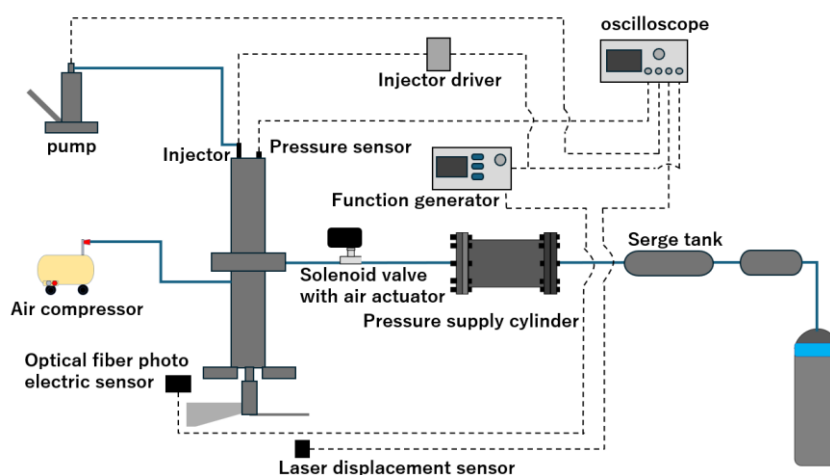 oscilloscope
Injector driver
pump
Injector
Pressure sensor
Function generator
Serge tank
Solenoid valve
with air actuator
Air compressor
Pressure supply cylinder
Optical fiber photo
electric sensor
Laser displacement sensor